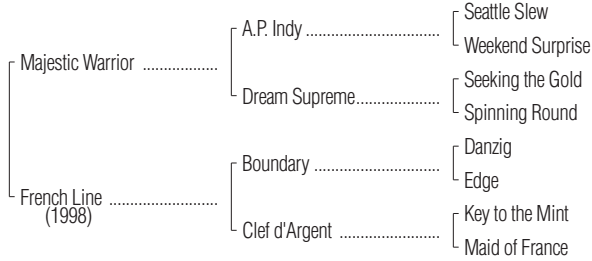 Seattle Slew
A.P. Indy ..............................
Weekend Surprise
Majestic Warrior ..................
Seeking the Gold
Dream Supreme....................
Spinning Round
Danzig
Boundary ............................
Edge
French Line ..........................
(1998)
Key to the Mint
Clef d'Argent ........................
Maid of France